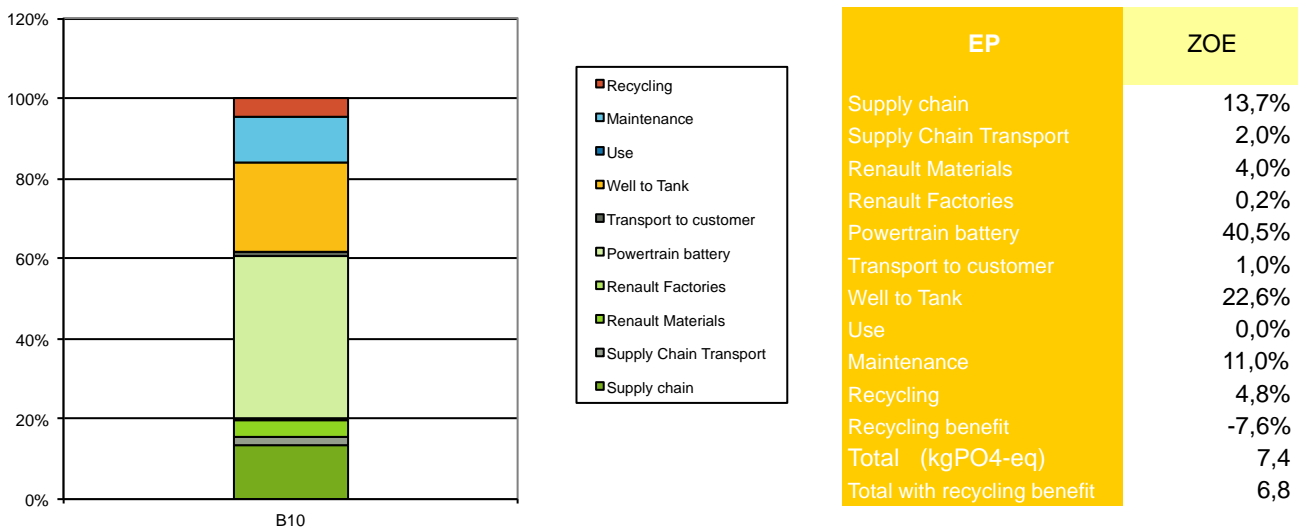 120%
100%
80%
60%
40%
20%
0%
B10
Recycling
Maintenance
Use
Well to Tank
Transport to customer
Powertrain battery
Renault Factories
Renault Materials
Supply Chain Transport
Supply chain
EP ZOE
Supply chain 13,7%
Supply Chain Transport 2,0%
Renault Materials 4,0%
Renault Factories 0,2%
Powertrain battery 40,5%
Transport to customer 1,0%
Well to Tank 22,6%
Use 0,0%
Maintenance 11,0%
Recycling 4,8%
Recycling benefit -7,6%
Total (kgPO4-eq) 7,4
Total with recycling benefit 6,8